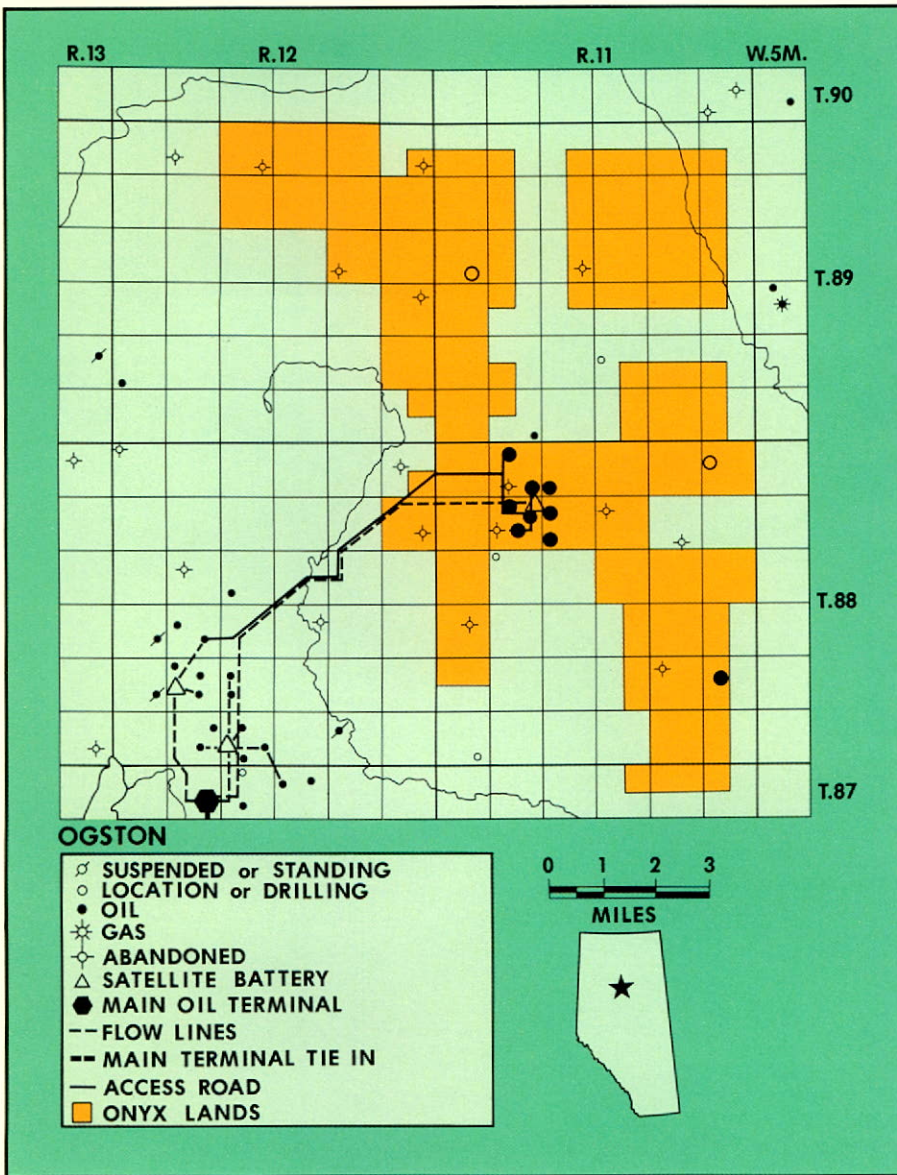 R.13 R.12 R.11 W.5M.
T.90
T.89
T.88
T.87
OGSTON
SUSPENDED or STANDING
LOCATION or DRILLING
OIL
GAS
ABANDONED
SATELLITE BATTERY
MAIN OIL TERMINAL
FLOW LINES
MAIN TERMINAL TIE IN
ACCESS ROAD
ONYX LANDS
0 1 2 3
MILES